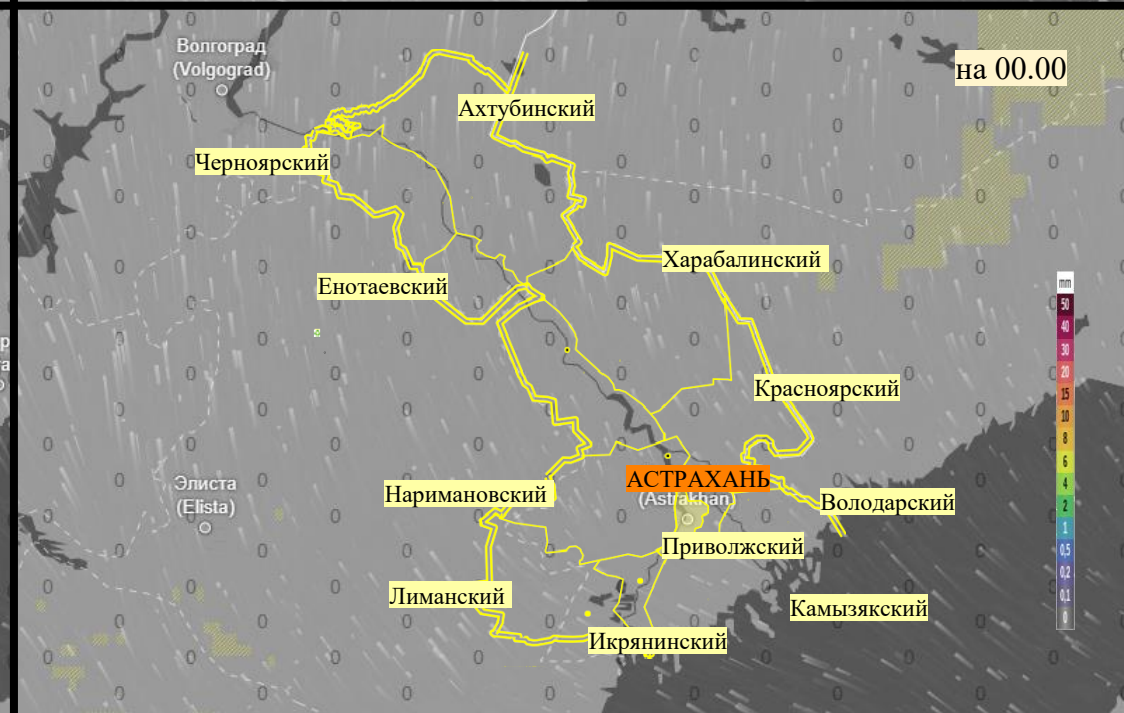 Волгоград
(Volgograd)
на 00.00
Ахтубинский
Черноярский
Харабалинский
Енотаевский
mm
50
40
30
20
15
10
8
6
4
2
1
0,5
0,2
0,1
0
Красноярский
АСТРАХАНЬ
(Astrakhan)
Элиста
(Elista)
Наримановский
Володарский
Приволжский
Лиманский
Камызякский
Икрянинский